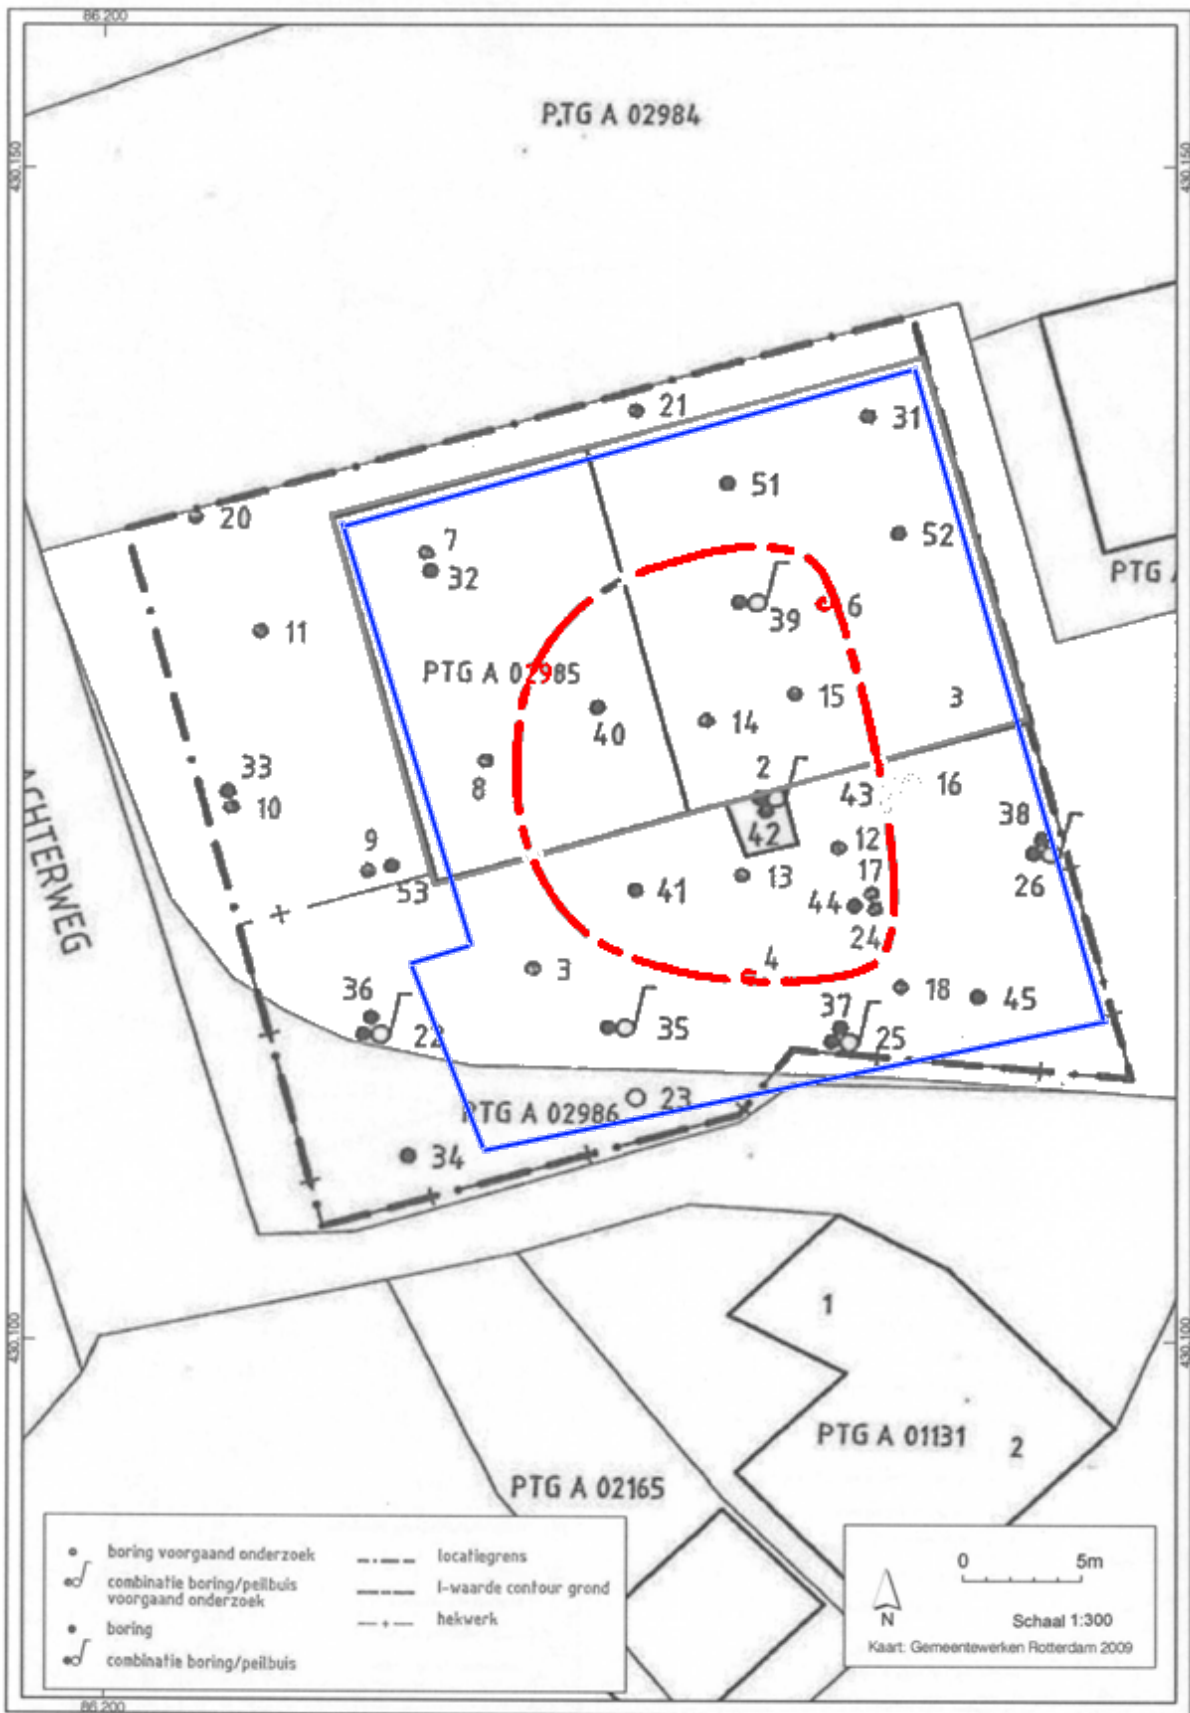 86.200
P.TG A 02984
430.150
430.150
21
31
51
20
52
7
32
PTG
39
6
11
PTG A 02985
15
3
40
14
33
8
2
43
16
10
42
38
9
12
17
26
53
41
13
44
24
ACHTERWEG
3
4
36
18
45
22
35
37
25
23
PTG A 02986
34
1
430.100
430.100
PTG A 01131
2
PTG A 02165
boring voorgaand onderzoek
combinatie boring/peilbuis
voorgaand onderzoek
boring
combinatie boring/peilbuis
locatiegrens
I-waarde contour grond
hekwerk
0 5m
N
Schaal 1:300
Kaart: Gemeentewerken Rotterdam 2009
86.200